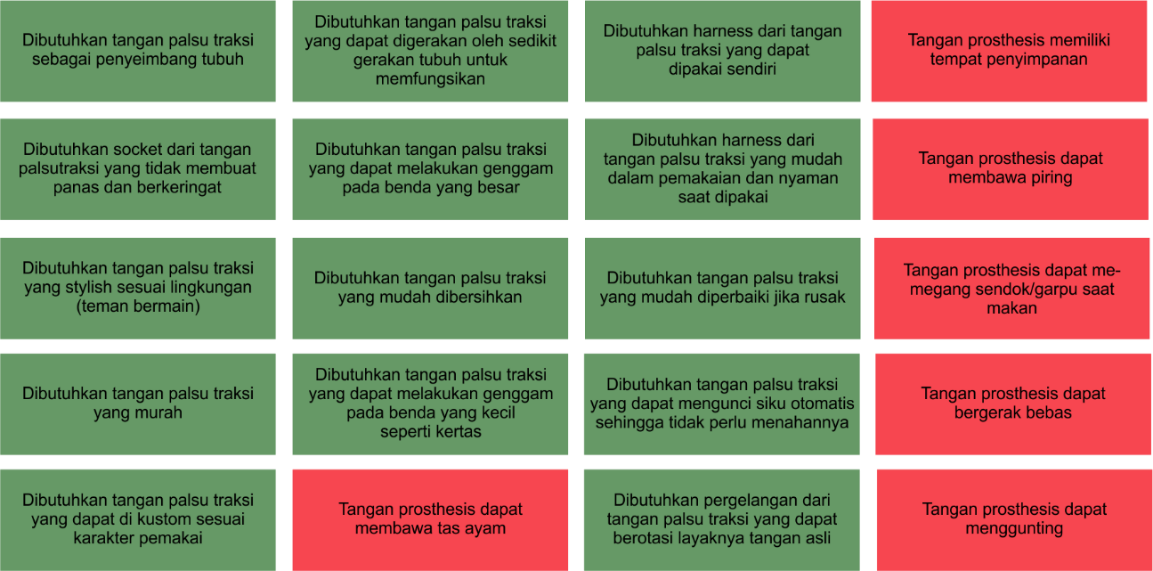 Dibutuhkan tangan palsu traksi
sebagai penyeimbang tubuh
Dibutuhkan tangan palsu traksi
yang dapat digerakan oleh sedikit
gerakan tubuh untuk
memfungsikan
Dibutuhkan harness dari tangan
palsu traksi yang dapat
dipakai sendiri
Tangan prosthesis memiliki
tempat penyimpanan
Dibutuhkan socket dari tangan
palsutraksi yang tidak membuat
panas dan berkeringat
Dibutuhkan tangan palsu traksi
yang dapat melakukan genggam
pada benda yang besar
Dibutuhkan harness dari
tangan palsu traksi yang mudah
dalam pemakaian dan nyaman
saat dipakai
Tangan prosthesis dapat
membawa piring
Dibutuhkan tangan palsu traksi
yang stylish sesuai lingkungan
(teman bermain)
Dibutuhkan tangan palsu traksi
yang mudah dibersihkan
Dibutuhkan tangan palsu traksi
yang mudah diperbaiki jika rusak
Tangan prosthesis dapat me-
megang sendok/garpu saat
makan
Dibutuhkan tangan palsu traksi
yang murah
Dibutuhkan tangan palsu traksi
yang dapat melakukan genggam
pada benda yang kecil
seperti kertas
Dibutuhkan tangan palsu traksi
yang dapat mengunci siku otomatis
sehingga tidak perlu menahannya
Tangan prosthesis dapat
bergerak bebas
Dibutuhkan tangan palsu traksi
yang dapat di kustom sesuai
karakter pemakai
Tangan prosthesis dapat
membawa tas ayam
Dibutuhkan pergelangan dari
tangan palsu traksi yang dapat
berotasi layaknya tangan asli
Tangan prosthesis dapat
menggunting